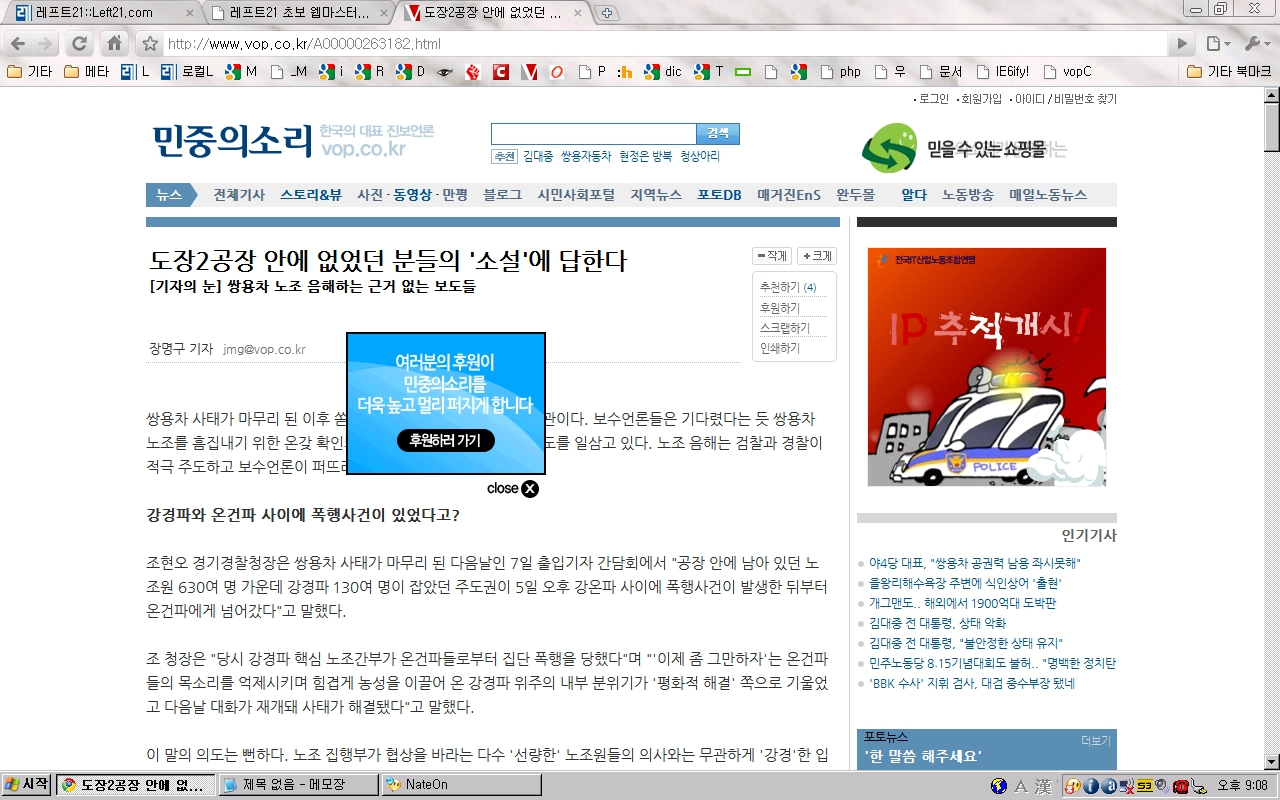 레프트21::Left21.com
레프트21 초보 웹마스터...
도장2공장 안에 없었던 ...
http://www.vop.co.kr/A00000263182.html
기타 메타 L 로컬L M _M i R D P :h dic T php 우 문서 IE6ify! vopC 기타 북마크
· 로그인 · 회원가입 · 아이디 / 비밀번호 찾기
민중의소리 한국의 대표 진보언론
vop.co.kr
검색
추천 김대중 쌍용자동차 현정은 방북 청상아리
믿을 수 있는 쇼핑몰
뉴스 전체기사 스토리&뷰 사진 · 동영상 · 만평 블로그 시민사회포털 지역뉴스 포토DB 매거진EnS 완두몰 알다 노동방송 매일노동뉴스
도장2공장 안에 없었던 분들의 '소설'에 답한다
[기자의 눈] 쌍용차 노조 음해하는 근거 없는 보도들
작게 크게
추천하기 (4)
후원하기
스크랩하기
인쇄하기
장명구 기자 jmg@vop.co.kr
여러분의 후원이
민중의소리를
더욱 높고 멀리 퍼지게 합니다
후원하러 가기
close
쌍용차 사태가 마무리 된 이후 관이다. 보수언론들은 기다렸다는 듯 쌍용차
노조를 흠집내기 위한 온갖 도를 일삼고 있다. 노조 음해는 검찰과 경찰이
적극 주도하고 보수언론이
강경파와 온건파 사이에 폭행사건이 있었다고?
조현오 경기경찰청장은 쌍용차 사태가 마무리 된 다음날인 7일 출입기자 간담회에서 "공장 안에 남아 있던 노
조원 630여 명 가운데 강경파 130여 명이 잡았던 주도권이 5일 오후 강온파 사이에 폭행사건이 발생한 뒤부터
온건파에게 넘어갔다"고 말했다.
조 청장은 "당시 강경파 핵심 노조간부가 온건파들로부터 집단 폭행을 당했다"며 "'이제 좀 그만하자'는 온건파
들의 목소리를 억제시키며 힘겹게 농성을 이끌어 온 강경파 위주의 내부 분위기가 '평화적 해결' 쪽으로 기울었
고 다음날 대화가 재개돼 사태가 해결됐다"고 말했다.
이 말의 의도는 뻔하다. 노조 집행부가 협상을 바라는 다수 '선량한' 노조원들의 의사와는 무관하게 '강경'한 입
전국IT산업노동조합연맹
IP 추적개시!
POLICE
인기기사
야4당 대표, "쌍용차 공권력 남용 좌시못해"
을왕리해수욕장 주변에 식인상어 '출현'
개그맨도.. 해외에서 1900억대 도박판
김대중 전 대통령, 상태 악화
김대중 전 대통령, "불안정한 상태 유지"
민주노동당 8.15기념대회도 불허.. "명백한 정치탄
'BBK 수사' 지휘 검사, 대검 중수부장 됐네
포토뉴스 더보기
'한 말씀 해주세요'
시작 도장2공장 안에 없... 제목 없음 - 메모장 NateOn A 漢 53 오후 9:08